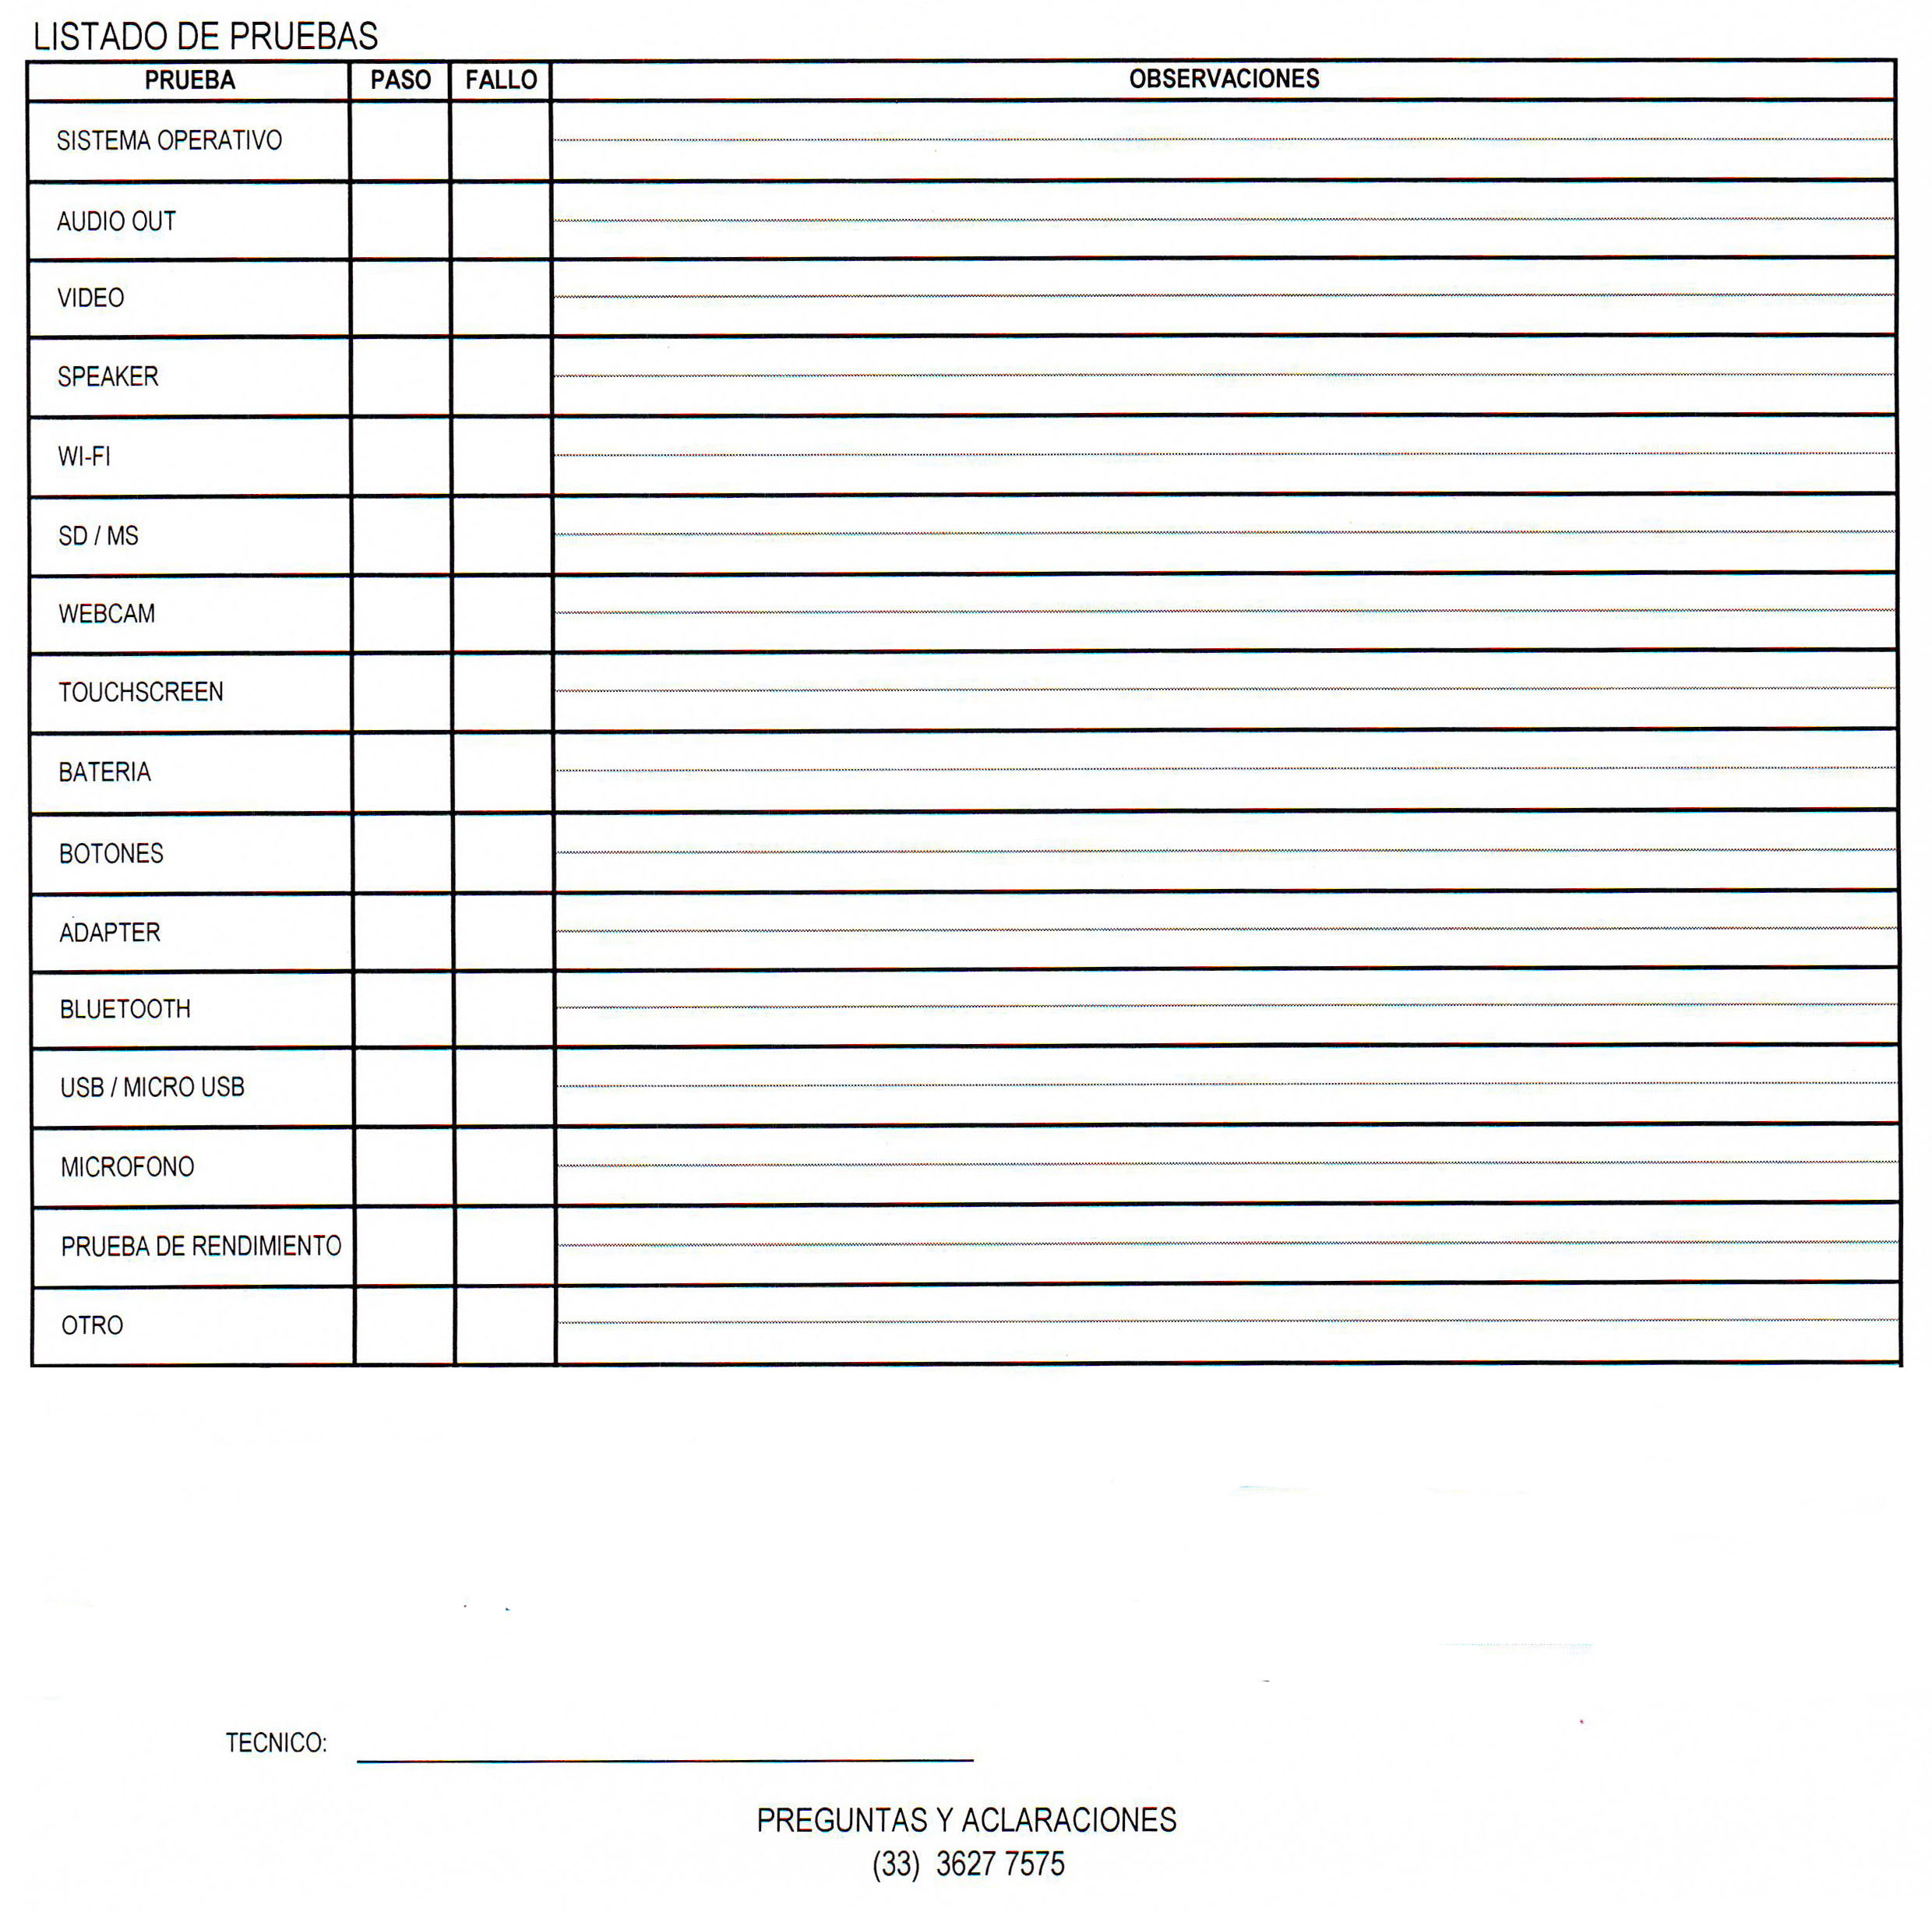 LISTADO DE PRUEBAS
PRUEBA PASO FALLO OBSERVACIONES
SISTEMA OPERATIVO
AUDIO OUT
VIDEO
SPEAKER
WI-FI
SD / MS
WEBCAM
TOUCHSCREEN
BATERIA
BOTONES
ADAPTER
BLUETOOTH
USB / MICRO USB
MICROFONO
PRUEBA DE RENDIMIENTO
OTRO
TECNICO:
PREGUNTAS Y ACLARACIONES
(33) 3627 7575